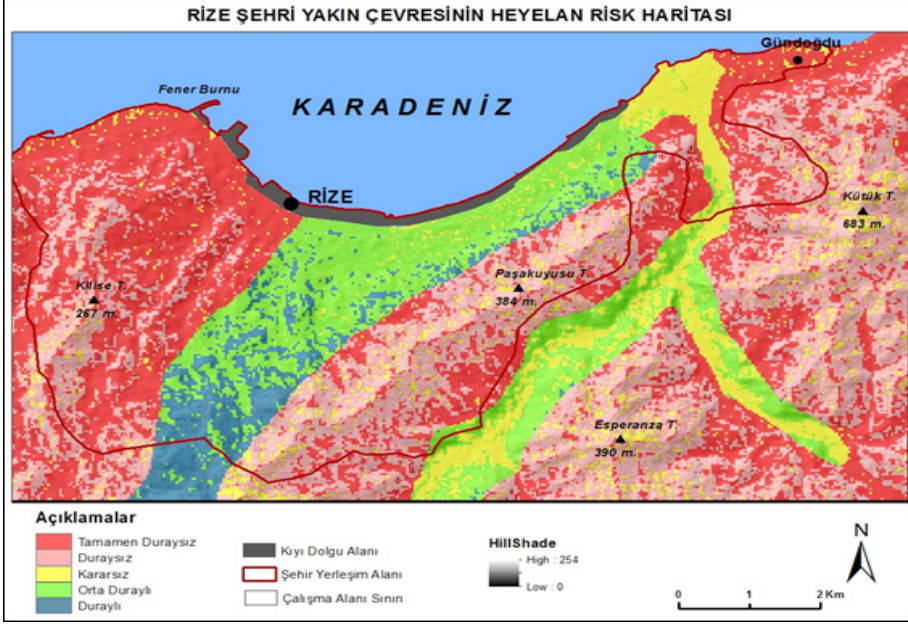 RİZE ŞEHRİ YAKIN ÇEVRESİNİN HEYELAN RİSK HARİTASI
Gündoğdu
Fener Burnu
KARADENİZ
RİZE
Kütük T.
683 m.
Kilise T.
267 m.
Paşakuyusu T.
384 m.
Esperanza T.
390 m.
Açıklamalar
Tamamen Duraysız
Duraysız
Kararsız
Orta Duraylı
Duraylı
Kıyı Dolgu Alanı
Şehir Yerleşim Alanı
Çalışma Alanı Sınırı
HillShade
High : 254
Low : 0
N
0 1 2 Km